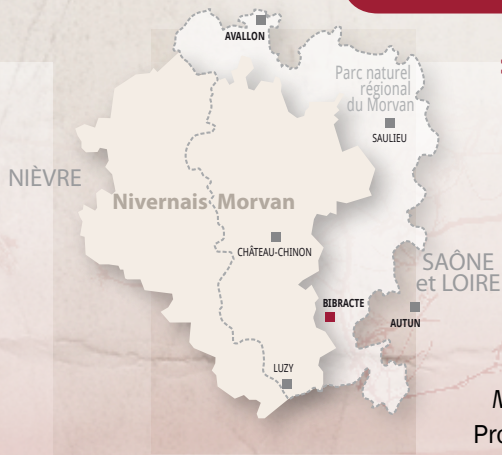 AVALLON
Parc naturel
régional
du Morvan
SAULIEU
NIÈVRE
Nivernais Morvan
CHÂTEAU-CHINON
SAÔNE
et LOIRE
BIBRACTE
AUTUN
LUZY